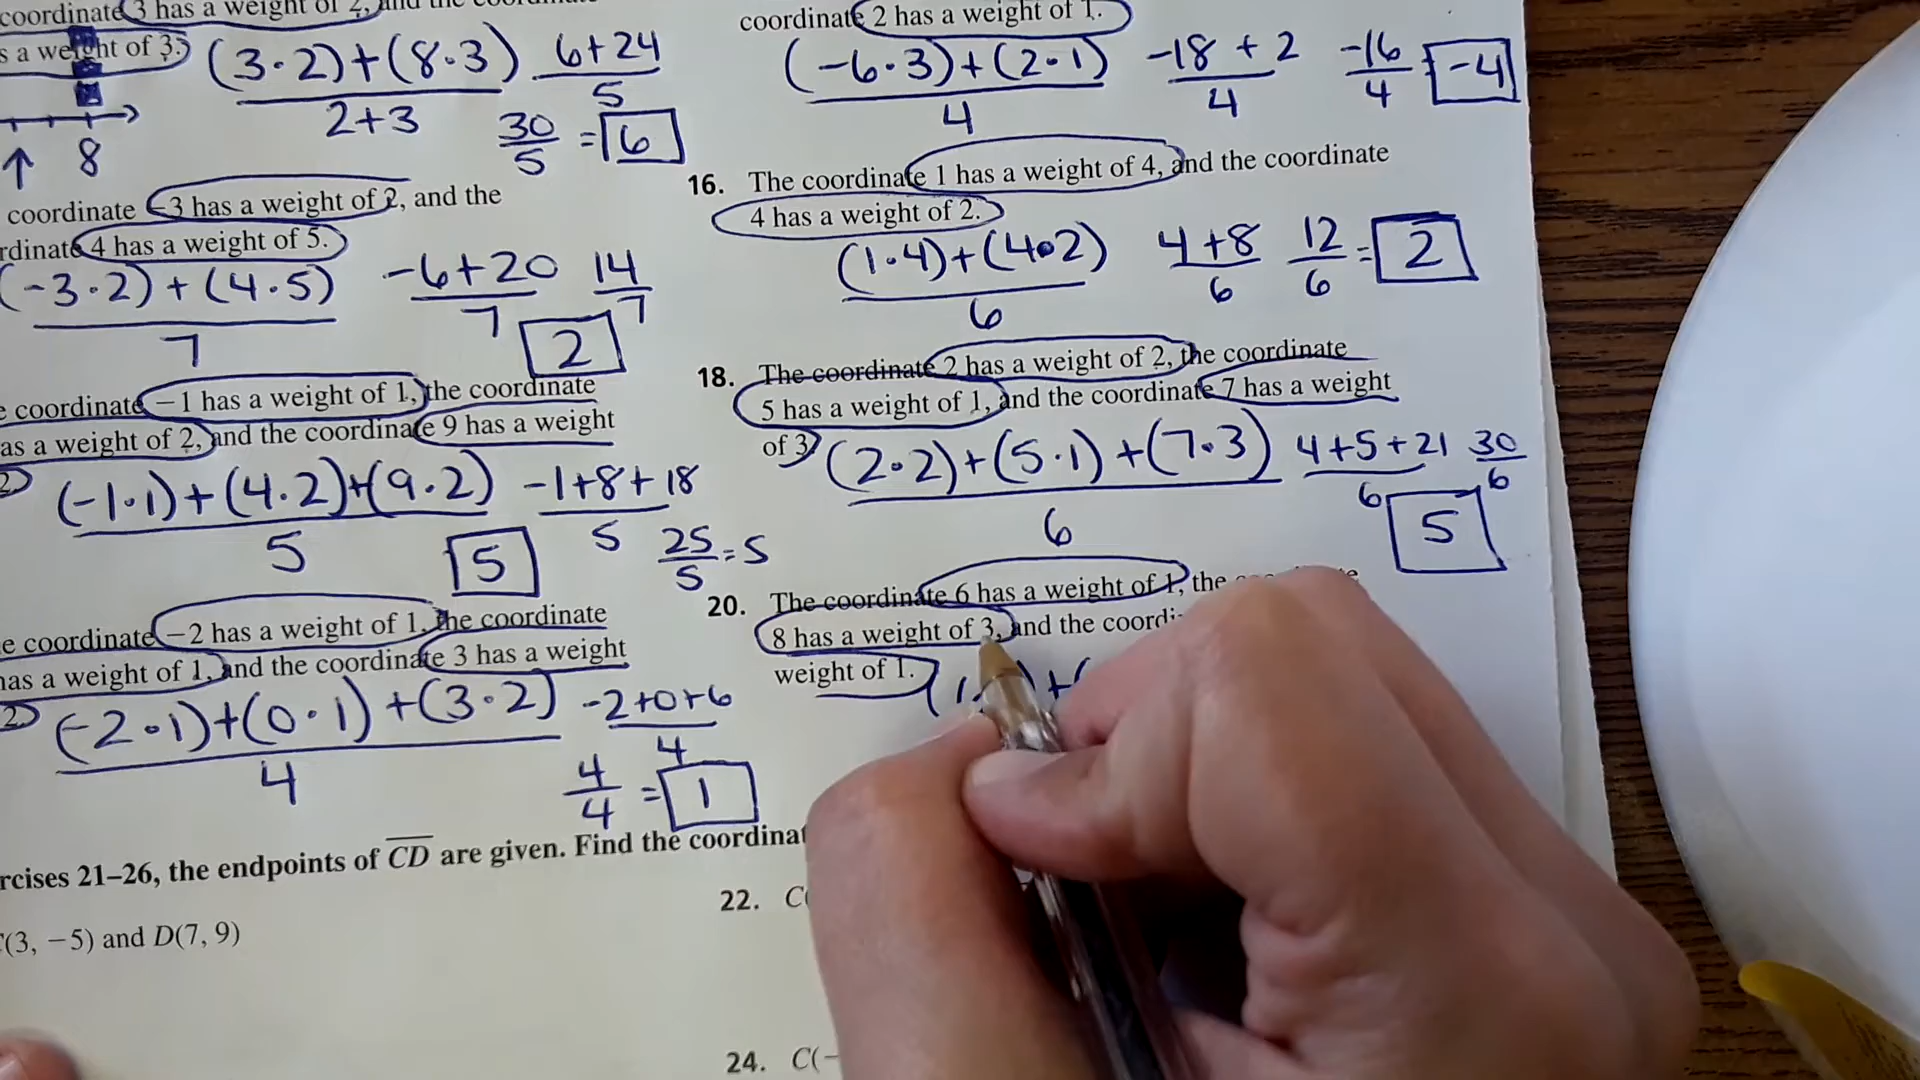 coordinate 3 has a weight of 2, and the coordinate
s a weight of 3.
(3·2)+(8·3) 6+24
2+3 5
30 = 6
5
8
coordinate −3 has a weight of 2, and the
rdinate 4 has a weight of 5.
(-3·2)+(4·5) -6+20 14
7 7 7
2
e coordinate −1 has a weight of 1, the coordinate
as a weight of 2, and the coordinate 9 has a weight
2.
(-1·1)+(4·2)+(9·2) -1+8+18
5 5 5
25 = 5
5
e coordinate −2 has a weight of 1, the coordinate
has a weight of 1, and the coordinate 3 has a weight
2.
(-2·1)+(0·1)+(3·2) -2+0+6
4 4
4 = 1
4
coordinate 2 has a weight of 1.
(-6·3)+(2·1) -18+2 -16 = -4
4 4 4
16. The coordinate 1 has a weight of 4, and the coordinate
4 has a weight of 2.
(1·4)+(4·2) 4+8 12 = 2
6 6 6
18. The coordinate 2 has a weight of 2, the coordinate
5 has a weight of 1, and the coordinate 7 has a weight
of 3.
(2·2)+(5·1)+(7·3) 4+5+21 30
6 6 6
5
20. The coordinate 6 has a weight of 1, the
8 has a weight of 3, and the
weight of 1.
rcises 21–26, the endpoints of CD are given. Find the
(3, −5) and D(7, 9)
22. C(
24. C(−